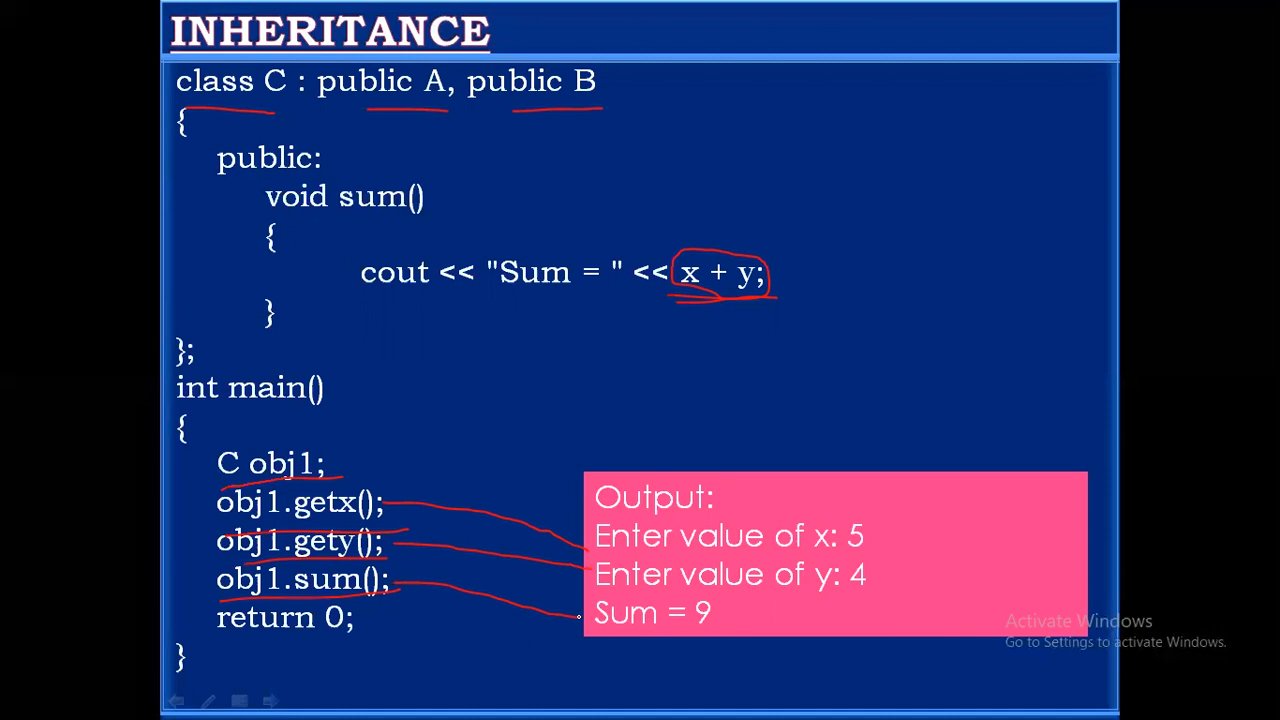 INHERITANCE
class C : public A, public B
{
public:
void sum()
{
cout << "Sum = " << x + y;
}
};
int main()
{
C obj1;
obj1.getx();
obj1.gety();
obj1.sum();
return 0;
}
Output:
Enter value of x: 5
Enter value of y: 4
Sum = 9
Activate Windows
Go to Settings to activate Windows.